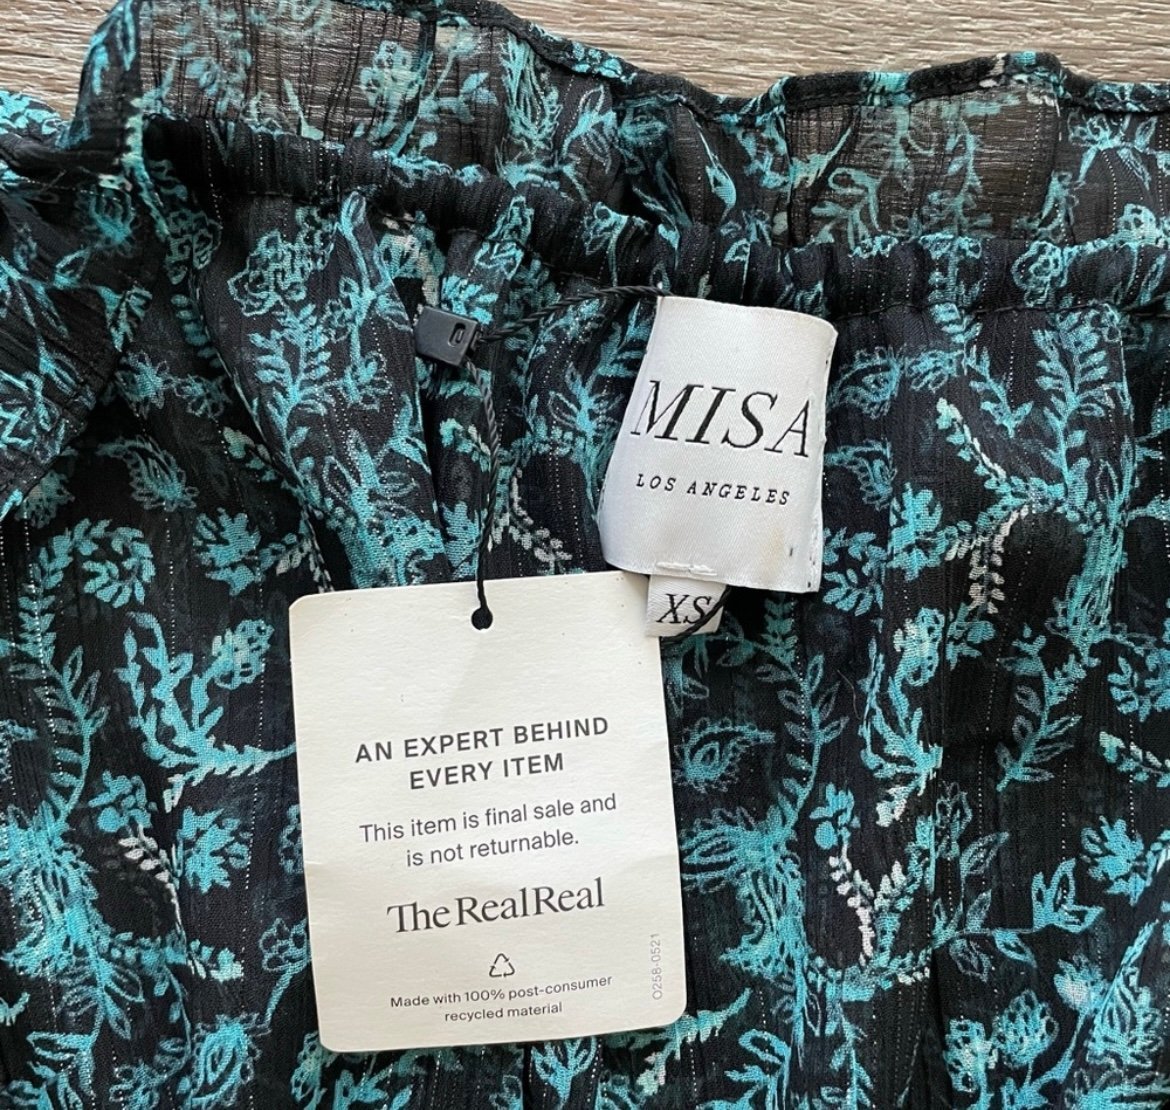 MISA
LOS ANGELES
XS
AN EXPERT BEHIND
EVERY ITEM
This item is final sale and
is not returnable.
The RealReal
Made with 100% post-consumer
recycled material
0258-0521